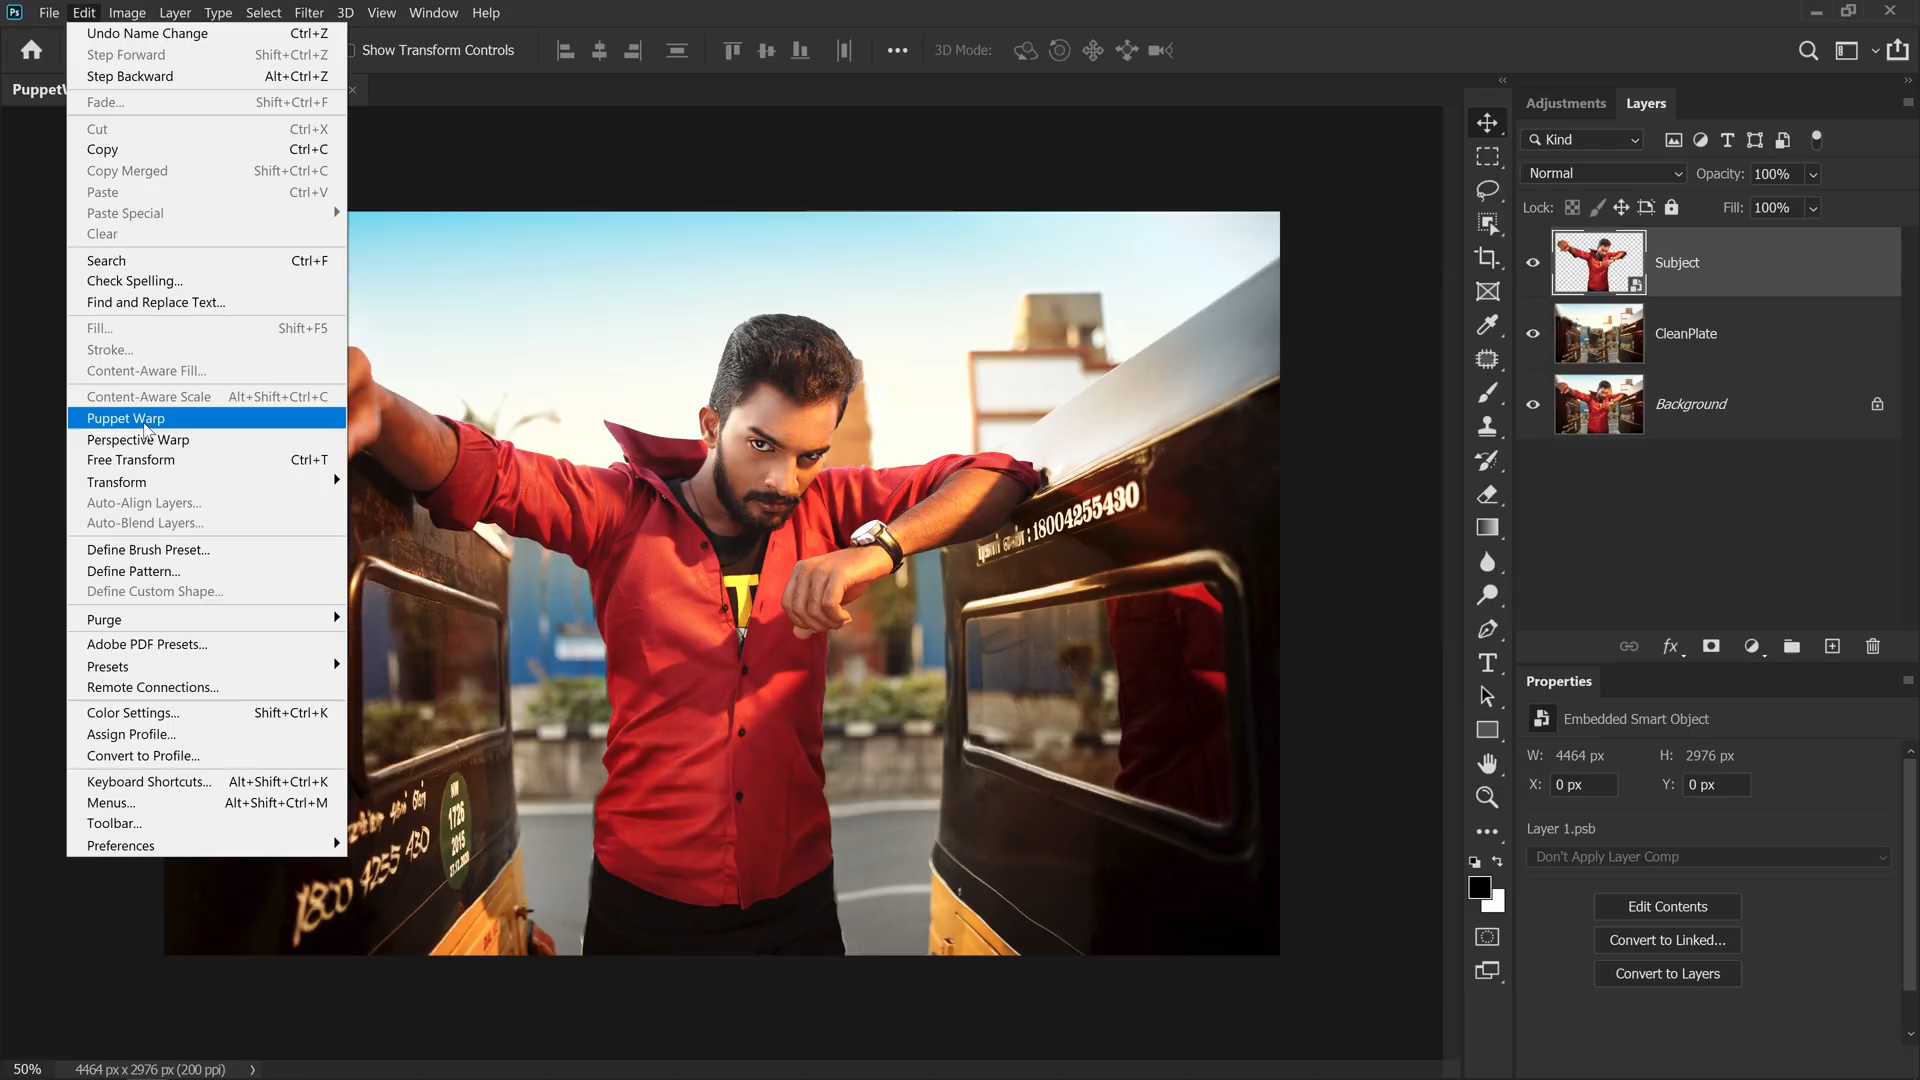 Ps File Edit Image Layer Type Select Filter 3D View Window Help
Show Transform Controls 3D Mode:
PuppetW
Undo Name Change Ctrl+Z
Step Forward Shift+Ctrl+Z
Step Backward Alt+Ctrl+Z
Fade... Shift+Ctrl+F
Cut Ctrl+X
Copy Ctrl+C
Copy Merged Shift+Ctrl+C
Paste Ctrl+V
Paste Special
Clear
Search Ctrl+F
Check Spelling...
Find and Replace Text...
Fill... Shift+F5
Stroke...
Content-Aware Fill...
Content-Aware Scale Alt+Shift+Ctrl+C
Puppet Warp
Perspective Warp
Free Transform Ctrl+T
Transform
Auto-Align Layers...
Auto-Blend Layers...
Define Brush Preset...
Define Pattern...
Define Custom Shape...
Purge
Adobe PDF Presets...
Presets
Remote Connections...
Color Settings... Shift+Ctrl+K
Assign Profile...
Convert to Profile...
Keyboard Shortcuts... Alt+Shift+Ctrl+K
Menus... Alt+Shift+Ctrl+M
Toolbar...
Preferences
:18004255430
T
HW
1726
2015
1800 4255 430
Adjustments Layers
Kind
Normal Opacity: 100%
Lock: Fill: 100%
Subject
CleanPlate
Background
fx
Properties
Embedded Smart Object
W: 4464 px H: 2976 px
X: 0 px Y: 0 px
Layer 1.psb
Don't Apply Layer Comp
Edit Contents
Convert to Linked...
Convert to Layers
50% 4464 px x 2976 px (200 ppi)